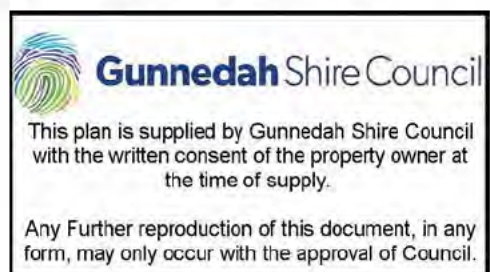 Gunnedah Shire Council
This plan is supplied by Gunnedah Shire Council
with the written consent of the property owner at
the time of supply.
Any Further reproduction of this document, in any
form, may only occur with the approval of Council.